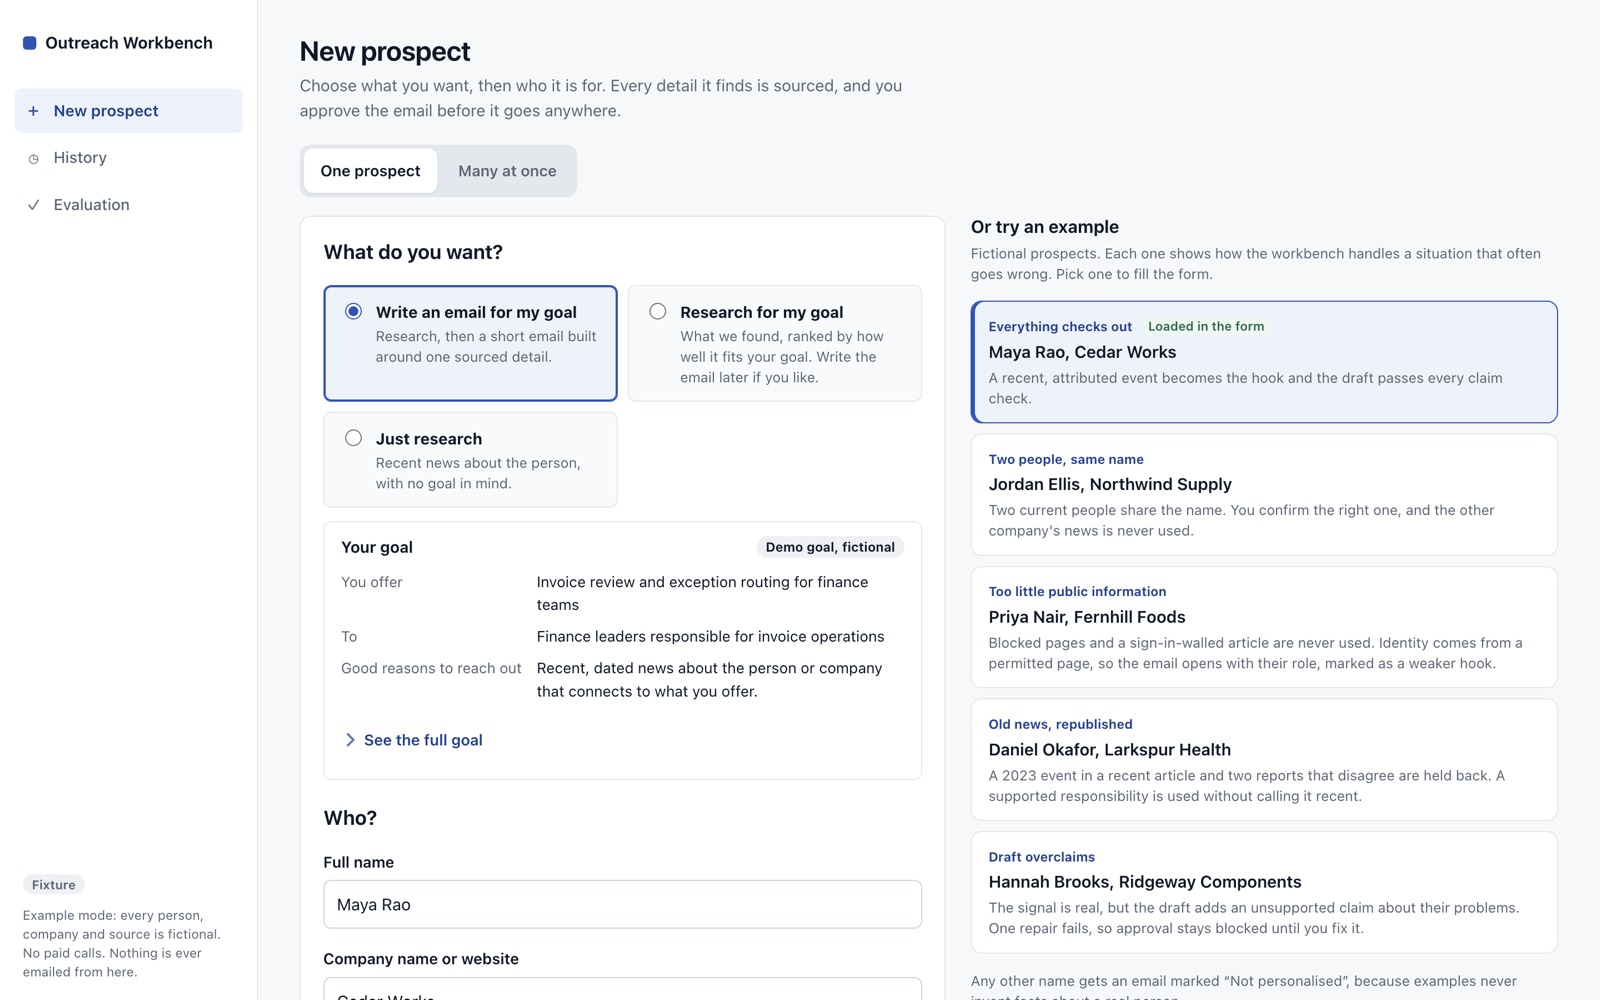 Outreach Workbench
+ New prospect
History
✓ Evaluation
Fixture
Example mode: every person,
company and source is fictional.
No paid calls. Nothing is ever
emailed from here.
New prospect
Choose what you want, then who it is for. Every detail it finds is sourced, and you
approve the email before it goes anywhere.
One prospect
Many at once
What do you want?
Write an email for my goal
Research, then a short email built
around one sourced detail.
Research for my goal
What we found, ranked by how
well it fits your goal. Write the
email later if you like.
Just research
Recent news about the person,
with no goal in mind.
Your goal
Demo goal, fictional
You offer
Invoice review and exception routing for finance
teams
To
Finance leaders responsible for invoice operations
Good reasons to reach out
Recent, dated news about the person or company
that connects to what you offer.
See the full goal
Who?
Full name
Maya Rao
Company name or website
Cedar Works
Or try an example
Fictional prospects. Each one shows how the workbench handles a situation that often
goes wrong. Pick one to fill the form.
Everything checks out
Loaded in the form
Maya Rao, Cedar Works
A recent, attributed event becomes the hook and the draft passes every claim
check.
Two people, same name
Jordan Ellis, Northwind Supply
Two current people share the name. You confirm the right one, and the other
company's news is never used.
Too little public information
Priya Nair, Fernhill Foods
Blocked pages and a sign-in-walled article are never used. Identity comes from a
permitted page, so the email opens with their role, marked as a weaker hook.
Old news, republished
Daniel Okafor, Larkspur Health
A 2023 event in a recent article and two reports that disagree are held back. A
supported responsibility is used without calling it recent.
Draft overclaims
Hannah Brooks, Ridgeway Components
The signal is real, but the draft adds an unsupported claim about their problems.
One repair fails, so approval stays blocked until you fix it.
Any other name gets an email marked “Not personalised”, because examples never
invent facts about a real person.